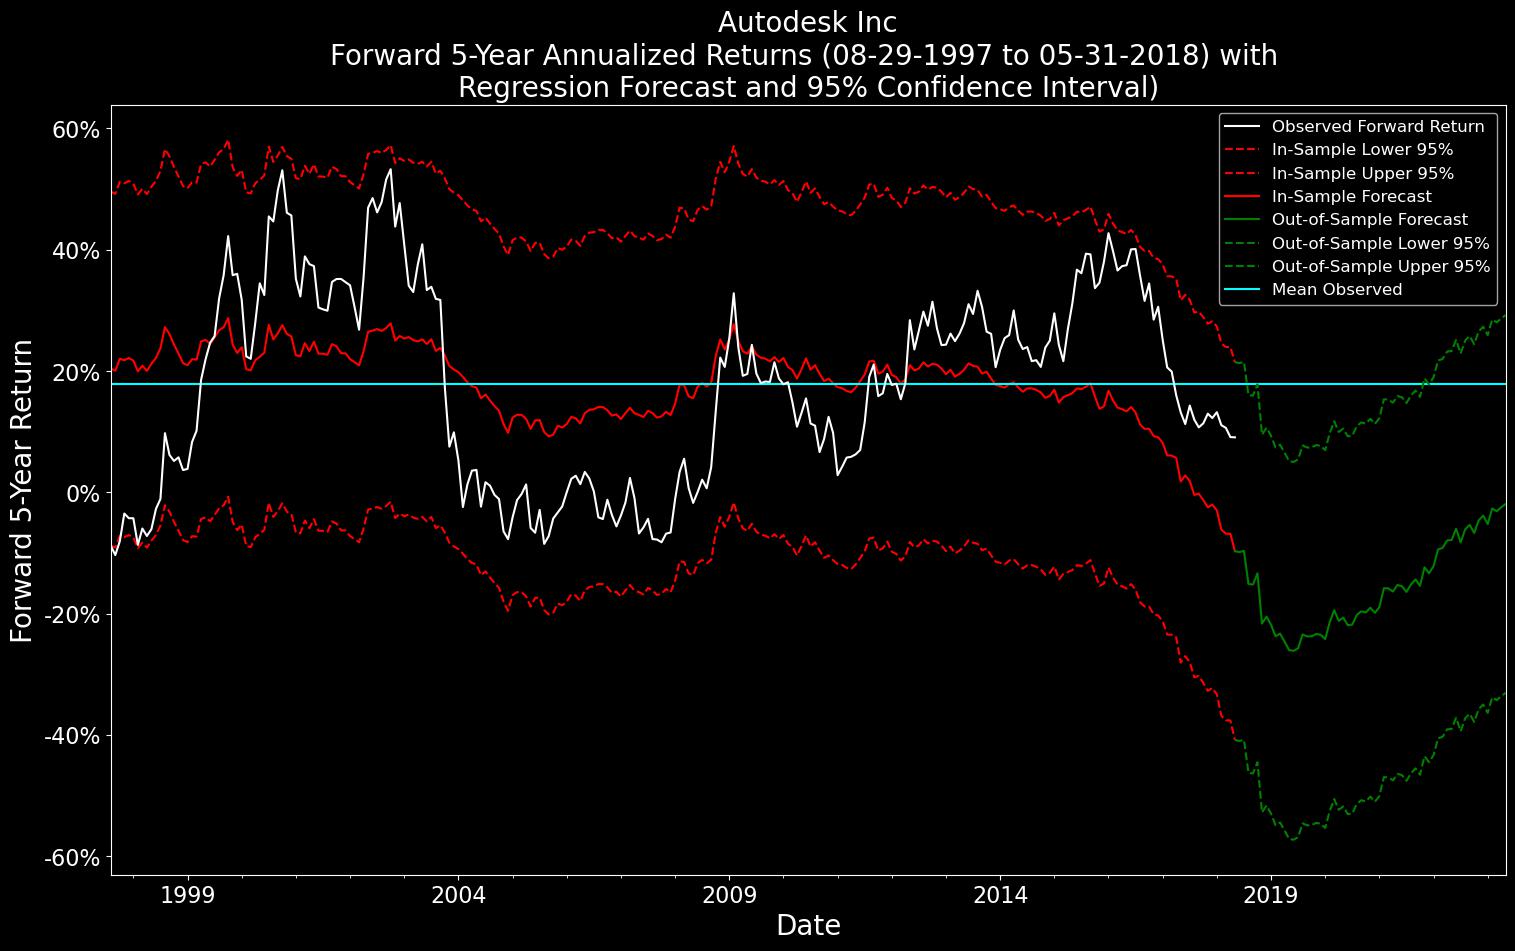 Autodesk Inc
Forward 5-Year Annualized Returns (08-29-1997 to 05-31-2018) with
Regression Forecast and 95% Confidence Interval)
Observed Forward Return
In-Sample Lower 95%
In-Sample Upper 95%
In-Sample Forecast
Out-of-Sample Forecast
Out-of-Sample Lower 95%
Out-of-Sample Upper 95%
Mean Observed
Forward 5-Year Return
60%
40%
20%
0%
-20%
-40%
-60%
1999
2004
2009
2014
2019
Date